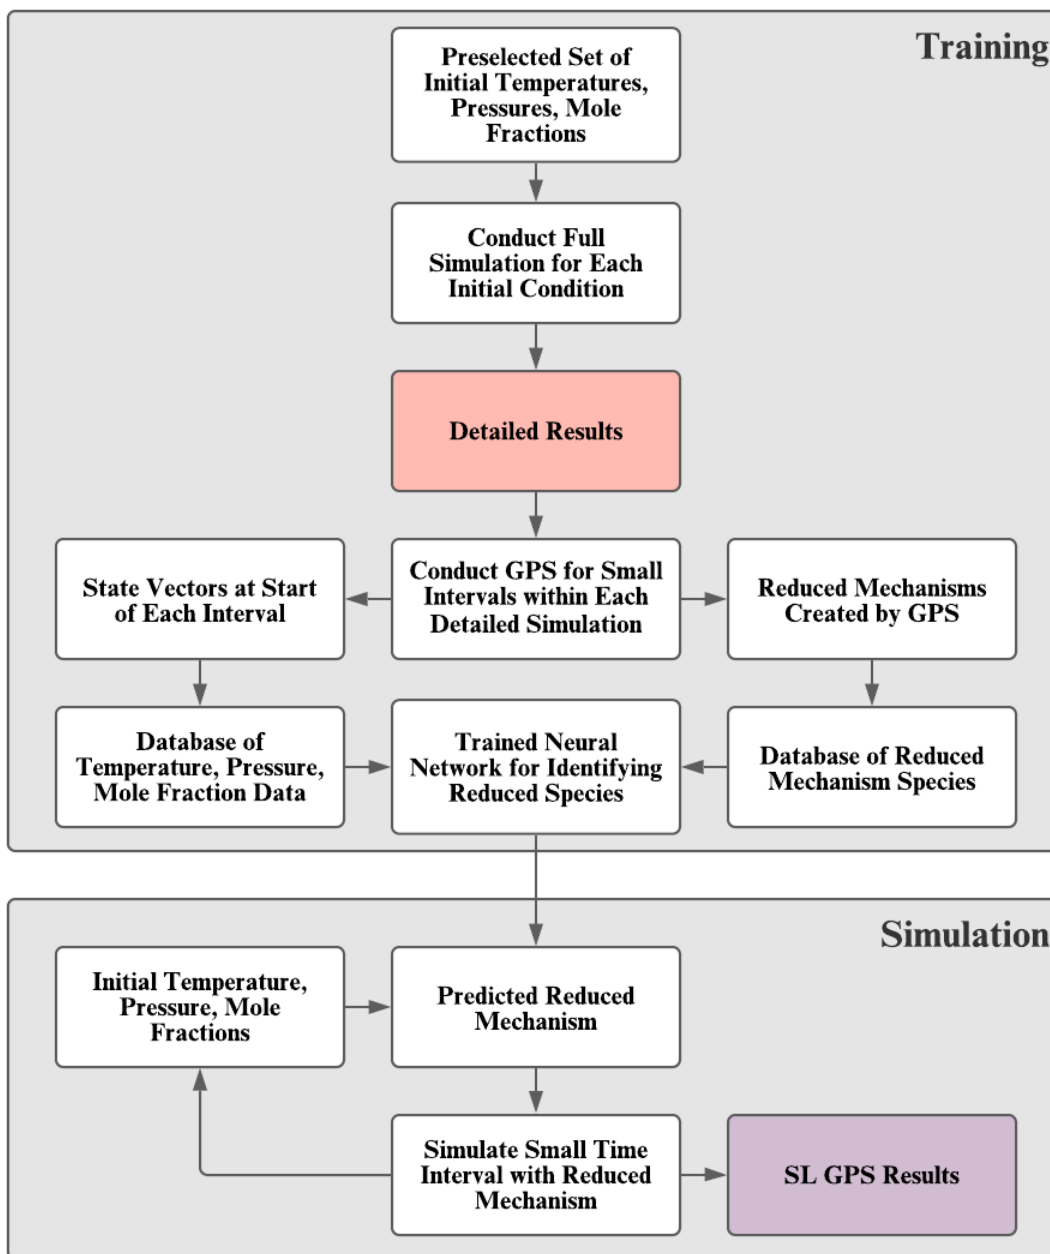 Training
Preselected Set of
Initial Temperatures,
Pressures, Mole
Fractions
Conduct Full
Simulation for Each
Initial Condition
Detailed Results
State Vectors at Start
of Each Interval
Conduct GPS for Small
Intervals within Each
Detailed Simulation
Reduced Mechanisms
Created by GPS
Database of
Temperature, Pressure,
Mole Fraction Data
Trained Neural
Network for Identifying
Reduced Species
Database of Reduced
Mechanism Species
Simulation
Initial Temperature,
Pressure, Mole
Fractions
Predicted Reduced
Mechanism
Simulate Small Time
Interval with Reduced
Mechanism
SL GPS Results